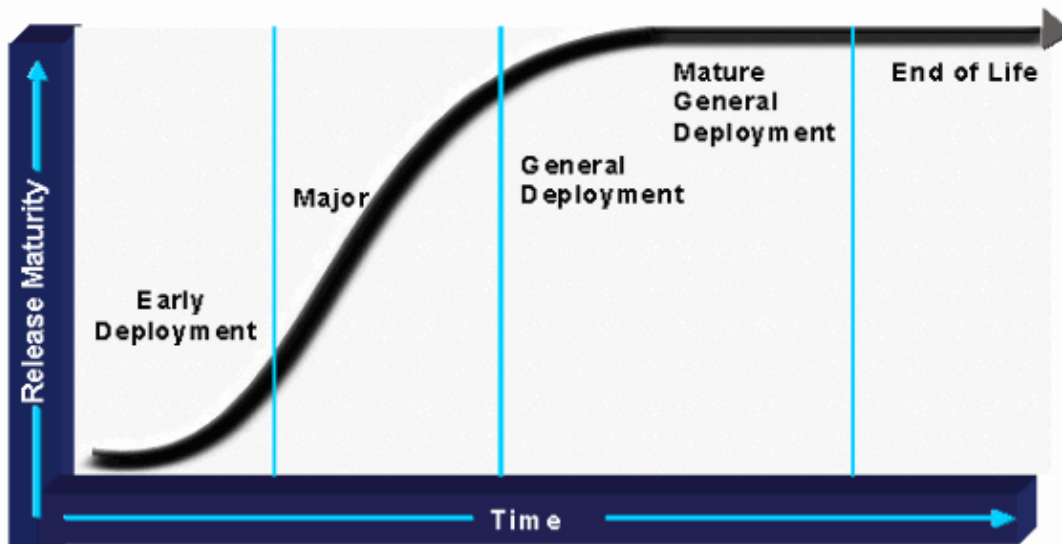 Release Maturity
Early
Deployment
Major
General
Deployment
Mature
General
Deployment
End of Life
Time